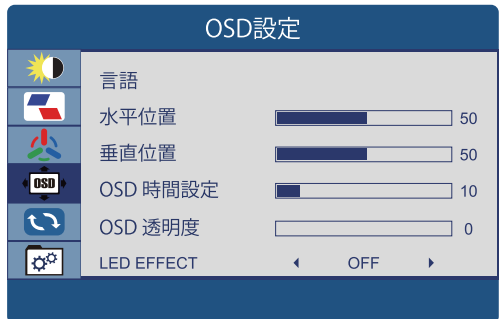 OSD設定
言語
水平位置 50
垂直位置 50
OSD 時間設定 10
OSD
OSD 透明度 0
LED EFFECT OFF